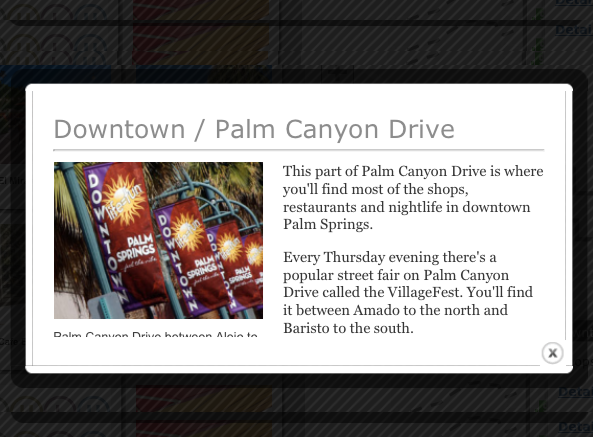 Downtown / Palm Canyon Drive
This part of Palm Canyon Drive is where
you'll find most of the shops,
restaurants and nightlife in downtown
Palm Springs.
Every Thursday evening there's a
popular street fair on Palm Canyon
Drive called the VillageFest. You'll find
it between Amado to the north and
Baristo to the south.
DOWNTOWN
PALM
SPRINGS
DOWNTOWN
PALM
SPRINGS
PALM
SPRINGS
Palm Canyon Drive between Alejo to
x